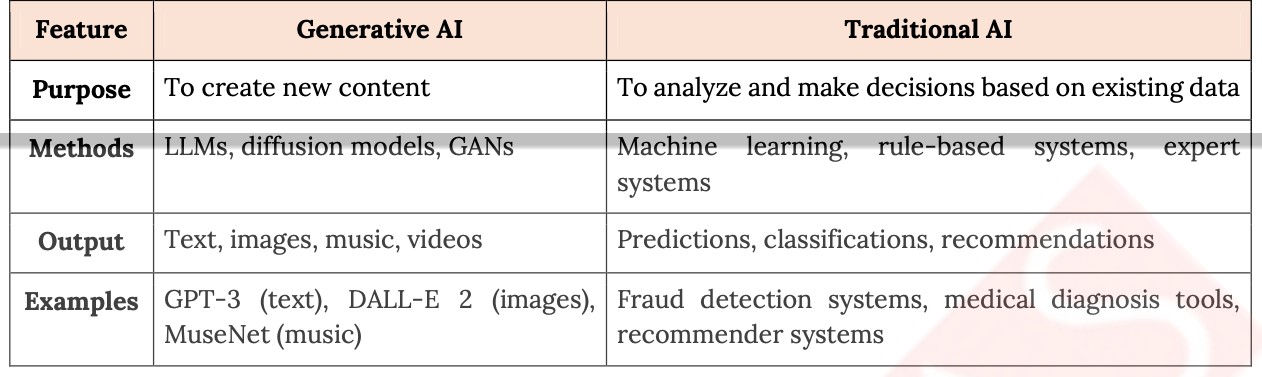 Feature Generative AI Traditional AI
Purpose To create new content To analyze and make decisions based on existing data
Methods LLMs, diffusion models, GANs Machine learning, rule-based systems, expert
systems
Output Text, images, music, videos Predictions, classifications, recommendations
Examples GPT-3 (text), DALL-E 2 (images), Fraud detection systems, medical diagnosis tools,
MuseNet (music) recommender systems